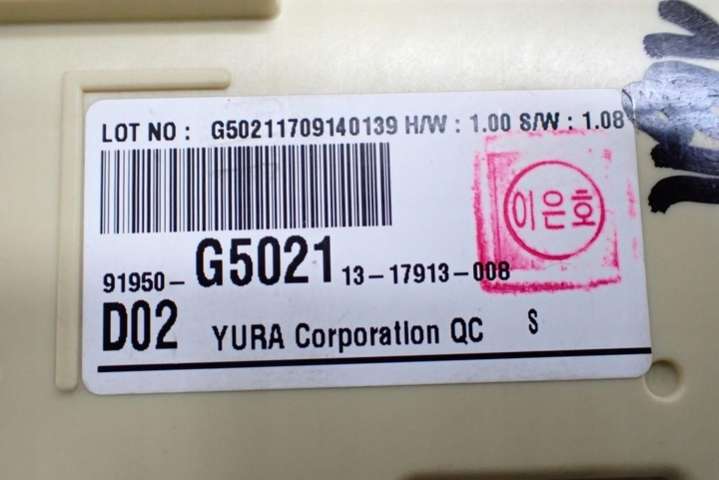 LOT NO : G50211709140139 H/W : 1.00 S/W : 1.08
이은호
91950-G5021 13-17913-008
D02 YURA Corporation QC S